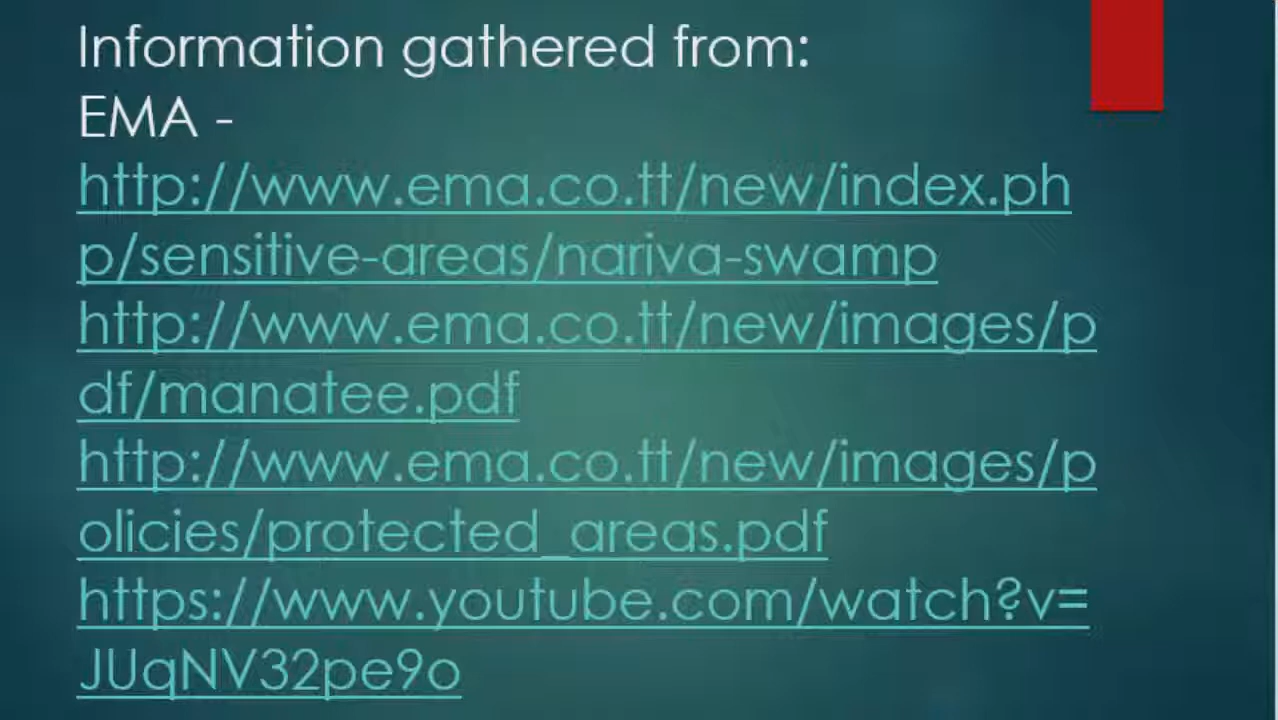 Information gathered from:
EMA -
http://www.ema.co.tt/new/index.ph
p/sensitive-areas/nariva-swamp
http://www.ema.co.tt/new/images/p
df/manatee.pdf
http://www.ema.co.tt/new/images/p
olicies/protected_areas.pdf
https://www.youtube.com/watch?v=
JUqNV32pe9o